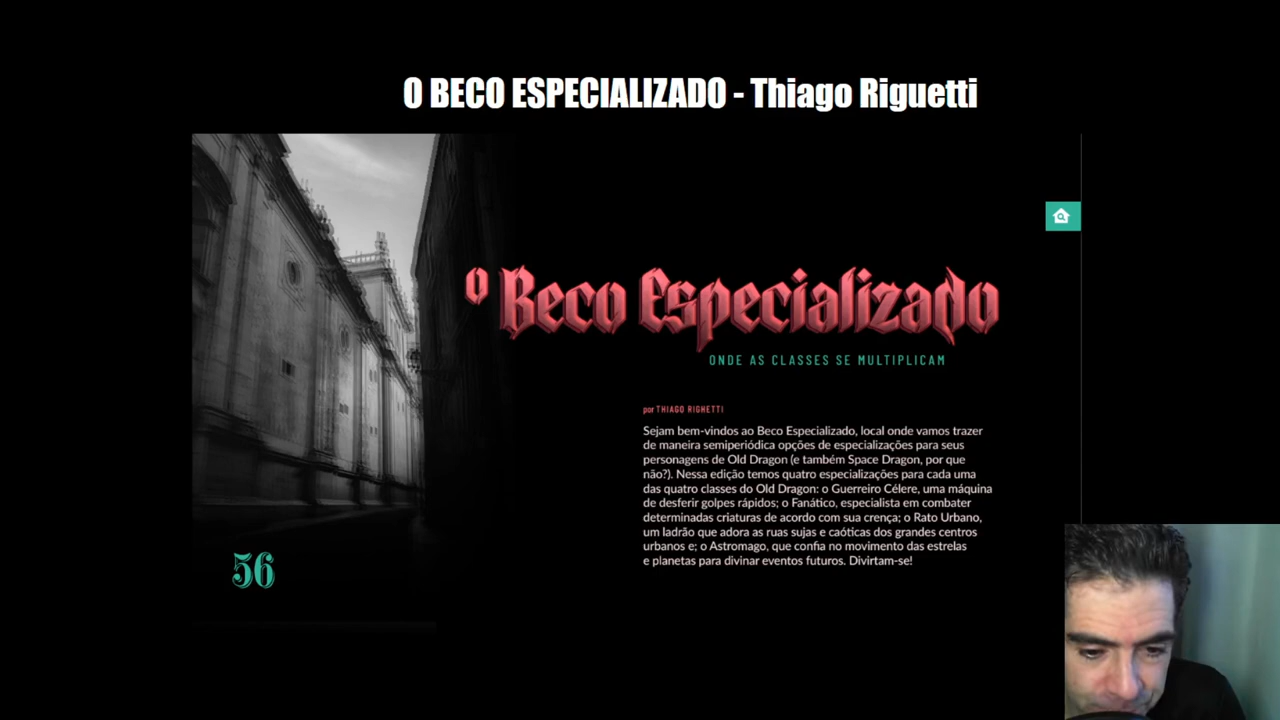 O BECO ESPECIALIZADO - Thiago Riguetti
O Beco Especializado
ONDE AS CLASSES SE MULTIPLICAM
por THIAGO RIGHETTI
Sejam bem-vindos ao Beco Especializado, local onde vamos trazer
de maneira semiperiódica opções de especializações para seus
personagens de Old Dragon (e também Space Dragon, por que
não?). Nessa edição temos quatro especializações para cada uma
das quatro classes do Old Dragon: o Guerreiro Célere, uma máquina
de desferir golpes rápidos; o Fanático, especialista em combater
determinadas criaturas de acordo com sua crença; o Rato Urbano,
um ladrão que adora as ruas sujas e caóticas dos grandes centros
urbanos e; o Astromago, que confia no movimento das estrelas
e planetas para divinar eventos futuros. Divirtam-se!
56